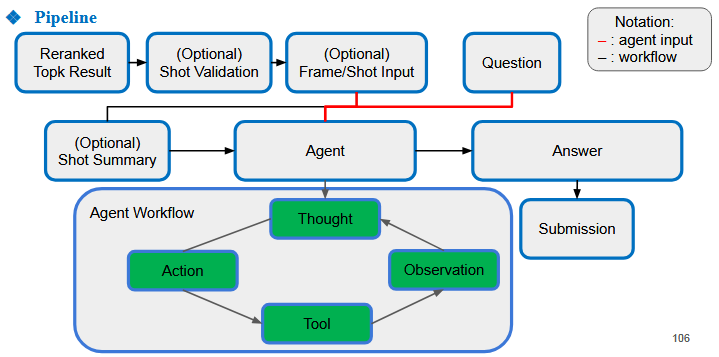 ❖ Pipeline
Reranked
Topk Result
(Optional)
Shot Validation
(Optional)
Frame/Shot Input
Question
Notation:
– : agent input
– : workflow
(Optional)
Shot Summary
Agent
Answer
Agent Workflow
Thought
Submission
Action
Observation
Tool
106